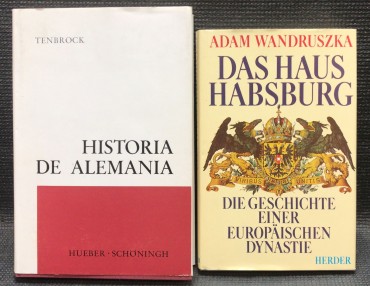 TENBROCK
HISTORIA
DE ALEMANIA
HUEBER · SCHÖNINGH
ADAM WANDRUSZKA
DAS HAUS
HABSBURG
DIE GESCHICHTE
EINER
EUROPÄISCHEN
DYNASTIE
HERDER